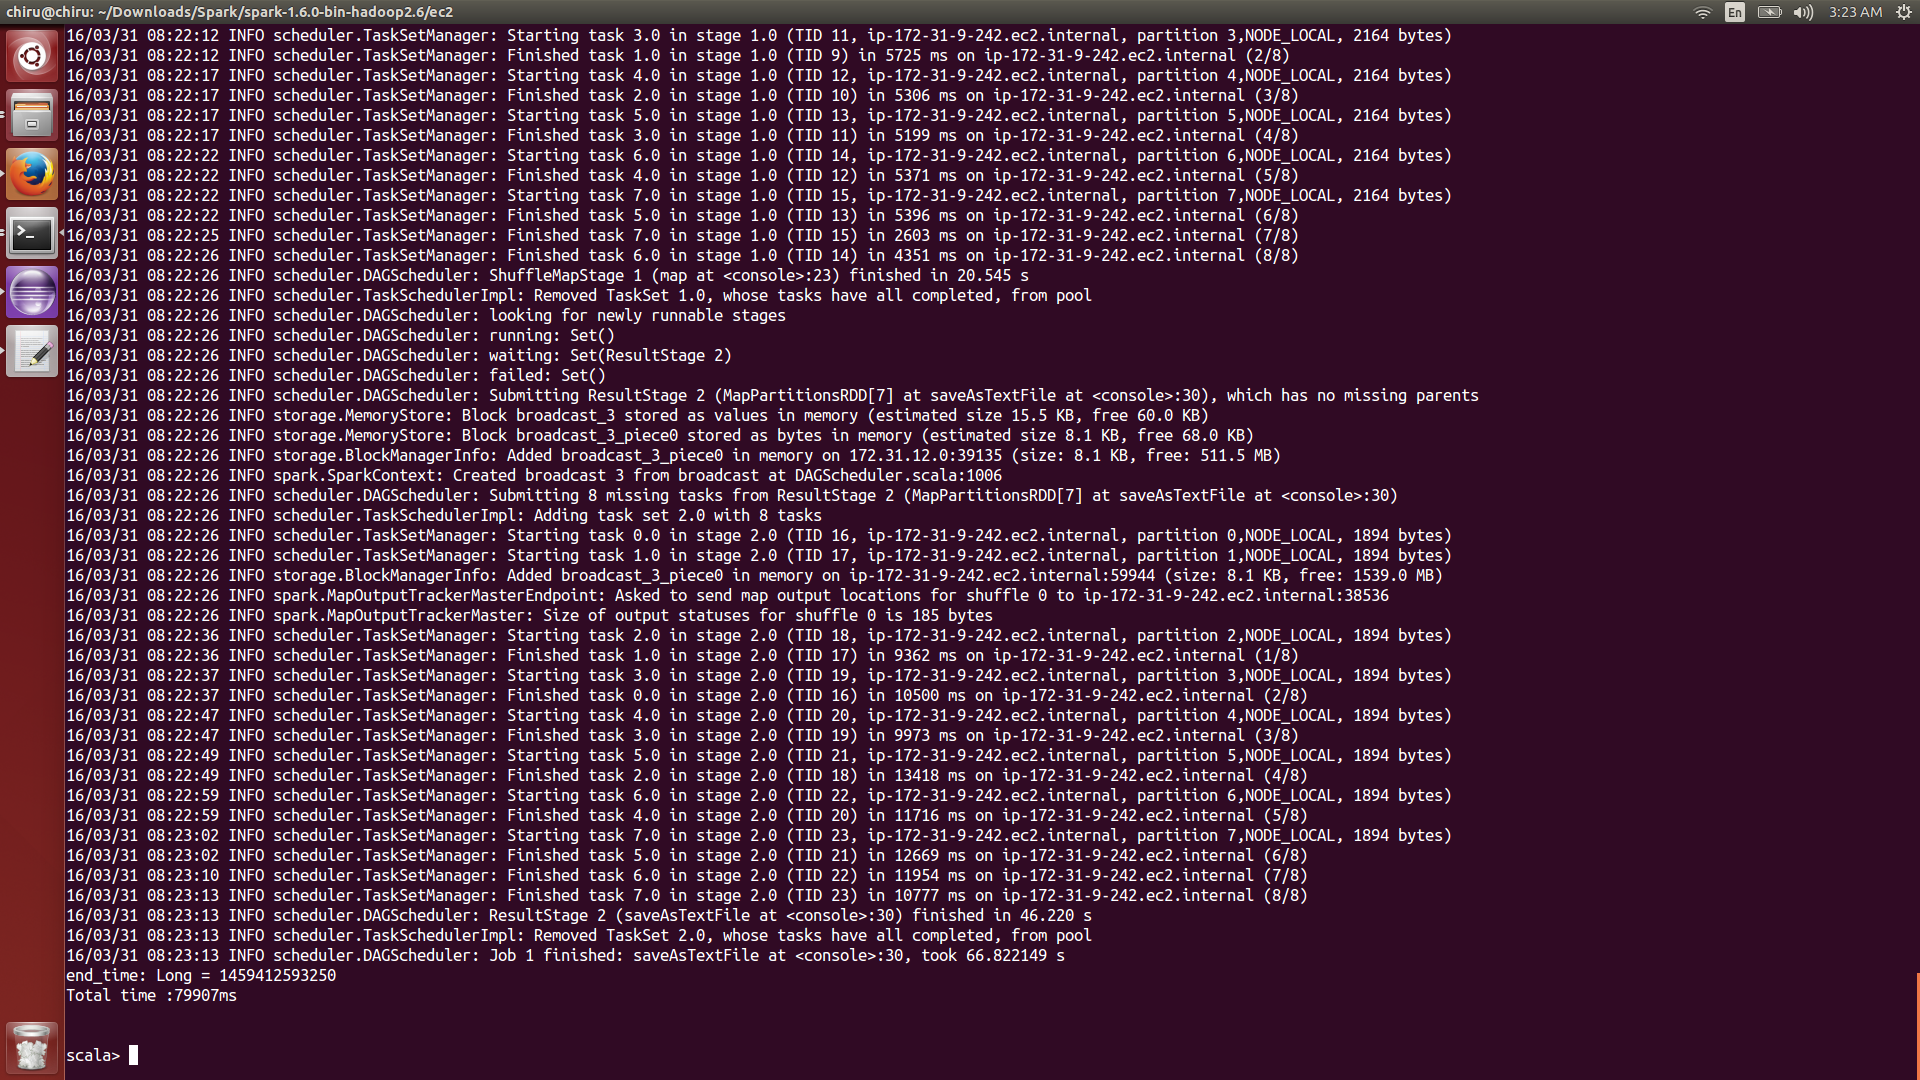 chiru@chiru: ~/Downloads/Spark/spark-1.6.0-bin-hadoop2.6/ec2
En
3:23 AM
16/03/31 08:22:12 INFO scheduler.TaskSetManager: Starting task 3.0 in stage 1.0 (TID 11, ip-172-31-9-242.ec2.internal, partition 3,NODE_LOCAL, 2164 bytes)
16/03/31 08:22:12 INFO scheduler.TaskSetManager: Finished task 1.0 in stage 1.0 (TID 9) in 5725 ms on ip-172-31-9-242.ec2.internal (2/8)
16/03/31 08:22:17 INFO scheduler.TaskSetManager: Starting task 4.0 in stage 1.0 (TID 12, ip-172-31-9-242.ec2.internal, partition 4,NODE_LOCAL, 2164 bytes)
16/03/31 08:22:17 INFO scheduler.TaskSetManager: Finished task 2.0 in stage 1.0 (TID 10) in 5306 ms on ip-172-31-9-242.ec2.internal (3/8)
16/03/31 08:22:17 INFO scheduler.TaskSetManager: Starting task 5.0 in stage 1.0 (TID 13, ip-172-31-9-242.ec2.internal, partition 5,NODE_LOCAL, 2164 bytes)
16/03/31 08:22:17 INFO scheduler.TaskSetManager: Finished task 3.0 in stage 1.0 (TID 11) in 5199 ms on ip-172-31-9-242.ec2.internal (4/8)
16/03/31 08:22:22 INFO scheduler.TaskSetManager: Starting task 6.0 in stage 1.0 (TID 14, ip-172-31-9-242.ec2.internal, partition 6,NODE_LOCAL, 2164 bytes)
16/03/31 08:22:22 INFO scheduler.TaskSetManager: Finished task 4.0 in stage 1.0 (TID 12) in 5371 ms on ip-172-31-9-242.ec2.internal (5/8)
16/03/31 08:22:22 INFO scheduler.TaskSetManager: Starting task 7.0 in stage 1.0 (TID 15, ip-172-31-9-242.ec2.internal, partition 7,NODE_LOCAL, 2164 bytes)
16/03/31 08:22:22 INFO scheduler.TaskSetManager: Finished task 5.0 in stage 1.0 (TID 13) in 5396 ms on ip-172-31-9-242.ec2.internal (6/8)
16/03/31 08:22:25 INFO scheduler.TaskSetManager: Finished task 7.0 in stage 1.0 (TID 15) in 2603 ms on ip-172-31-9-242.ec2.internal (7/8)
16/03/31 08:22:26 INFO scheduler.TaskSetManager: Finished task 6.0 in stage 1.0 (TID 14) in 4351 ms on ip-172-31-9-242.ec2.internal (8/8)
16/03/31 08:22:26 INFO scheduler.DAGScheduler: ShuffleMapStage 1 (map at <console>:23) finished in 20.545 s
16/03/31 08:22:26 INFO scheduler.TaskSchedulerImpl: Removed TaskSet 1.0, whose tasks have all completed, from pool
16/03/31 08:22:26 INFO scheduler.DAGScheduler: looking for newly runnable stages
16/03/31 08:22:26 INFO scheduler.DAGScheduler: running: Set()
16/03/31 08:22:26 INFO scheduler.DAGScheduler: waiting: Set(ResultStage 2)
16/03/31 08:22:26 INFO scheduler.DAGScheduler: failed: Set()
16/03/31 08:22:26 INFO scheduler.DAGScheduler: Submitting ResultStage 2 (MapPartitionsRDD[7] at saveAsTextFile at <console>:30), which has no missing parents
16/03/31 08:22:26 INFO storage.MemoryStore: Block broadcast_3 stored as values in memory (estimated size 15.5 KB, free 60.0 KB)
16/03/31 08:22:26 INFO storage.MemoryStore: Block broadcast_3_piece0 stored as bytes in memory (estimated size 8.1 KB, free 68.0 KB)
16/03/31 08:22:26 INFO storage.BlockManagerInfo: Added broadcast_3_piece0 in memory on 172.31.12.0:39135 (size: 8.1 KB, free: 511.5 MB)
16/03/31 08:22:26 INFO spark.SparkContext: Created broadcast 3 from broadcast at DAGScheduler.scala:1006
16/03/31 08:22:26 INFO scheduler.DAGScheduler: Submitting 8 missing tasks from ResultStage 2 (MapPartitionsRDD[7] at saveAsTextFile at <console>:30)
16/03/31 08:22:26 INFO scheduler.TaskSchedulerImpl: Adding task set 2.0 with 8 tasks
16/03/31 08:22:26 INFO scheduler.TaskSetManager: Starting task 0.0 in stage 2.0 (TID 16, ip-172-31-9-242.ec2.internal, partition 0,NODE_LOCAL, 1894 bytes)
16/03/31 08:22:26 INFO scheduler.TaskSetManager: Starting task 1.0 in stage 2.0 (TID 17, ip-172-31-9-242.ec2.internal, partition 1,NODE_LOCAL, 1894 bytes)
16/03/31 08:22:26 INFO storage.BlockManagerInfo: Added broadcast_3_piece0 in memory on ip-172-31-9-242.ec2.internal:59944 (size: 8.1 KB, free: 1539.0 MB)
16/03/31 08:22:26 INFO spark.MapOutputTrackerMasterEndpoint: Asked to send map output locations for shuffle 0 to ip-172-31-9-242.ec2.internal:38536
16/03/31 08:22:26 INFO spark.MapOutputTrackerMaster: Size of output statuses for shuffle 0 is 185 bytes
16/03/31 08:22:36 INFO scheduler.TaskSetManager: Starting task 2.0 in stage 2.0 (TID 18, ip-172-31-9-242.ec2.internal, partition 2,NODE_LOCAL, 1894 bytes)
16/03/31 08:22:36 INFO scheduler.TaskSetManager: Finished task 1.0 in stage 2.0 (TID 17) in 9362 ms on ip-172-31-9-242.ec2.internal (1/8)
16/03/31 08:22:37 INFO scheduler.TaskSetManager: Starting task 3.0 in stage 2.0 (TID 19, ip-172-31-9-242.ec2.internal, partition 3,NODE_LOCAL, 1894 bytes)
16/03/31 08:22:37 INFO scheduler.TaskSetManager: Finished task 0.0 in stage 2.0 (TID 16) in 10500 ms on ip-172-31-9-242.ec2.internal (2/8)
16/03/31 08:22:47 INFO scheduler.TaskSetManager: Starting task 4.0 in stage 2.0 (TID 20, ip-172-31-9-242.ec2.internal, partition 4,NODE_LOCAL, 1894 bytes)
16/03/31 08:22:47 INFO scheduler.TaskSetManager: Finished task 3.0 in stage 2.0 (TID 19) in 9973 ms on ip-172-31-9-242.ec2.internal (3/8)
16/03/31 08:22:49 INFO scheduler.TaskSetManager: Starting task 5.0 in stage 2.0 (TID 21, ip-172-31-9-242.ec2.internal, partition 5,NODE_LOCAL, 1894 bytes)
16/03/31 08:22:49 INFO scheduler.TaskSetManager: Finished task 2.0 in stage 2.0 (TID 18) in 13418 ms on ip-172-31-9-242.ec2.internal (4/8)
16/03/31 08:22:59 INFO scheduler.TaskSetManager: Starting task 6.0 in stage 2.0 (TID 22, ip-172-31-9-242.ec2.internal, partition 6,NODE_LOCAL, 1894 bytes)
16/03/31 08:22:59 INFO scheduler.TaskSetManager: Finished task 4.0 in stage 2.0 (TID 20) in 11716 ms on ip-172-31-9-242.ec2.internal (5/8)
16/03/31 08:23:02 INFO scheduler.TaskSetManager: Starting task 7.0 in stage 2.0 (TID 23, ip-172-31-9-242.ec2.internal, partition 7,NODE_LOCAL, 1894 bytes)
16/03/31 08:23:02 INFO scheduler.TaskSetManager: Finished task 5.0 in stage 2.0 (TID 21) in 12669 ms on ip-172-31-9-242.ec2.internal (6/8)
16/03/31 08:23:10 INFO scheduler.TaskSetManager: Finished task 6.0 in stage 2.0 (TID 22) in 11954 ms on ip-172-31-9-242.ec2.internal (7/8)
16/03/31 08:23:13 INFO scheduler.TaskSetManager: Finished task 7.0 in stage 2.0 (TID 23) in 10777 ms on ip-172-31-9-242.ec2.internal (8/8)
16/03/31 08:23:13 INFO scheduler.DAGScheduler: ResultStage 2 (saveAsTextFile at <console>:30) finished in 46.220 s
16/03/31 08:23:13 INFO scheduler.TaskSchedulerImpl: Removed TaskSet 2.0, whose tasks have all completed, from pool
16/03/31 08:23:13 INFO scheduler.DAGScheduler: Job 1 finished: saveAsTextFile at <console>:30, took 66.822149 s
end_time: Long = 1459412593250
Total time :79907ms
scala>